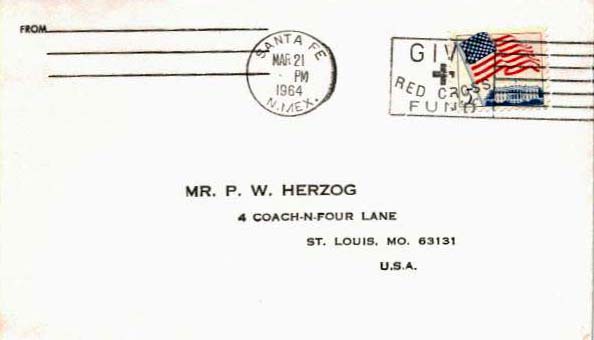 FROM
SANTA FE
MAR 21
PM
1964
N.MEX.
GIV
RED CROSS
FUND
MR. P. W. HERZOG
4 COACH-N-FOUR LANE
ST. LOUIS, MO. 63131
U.S.A.